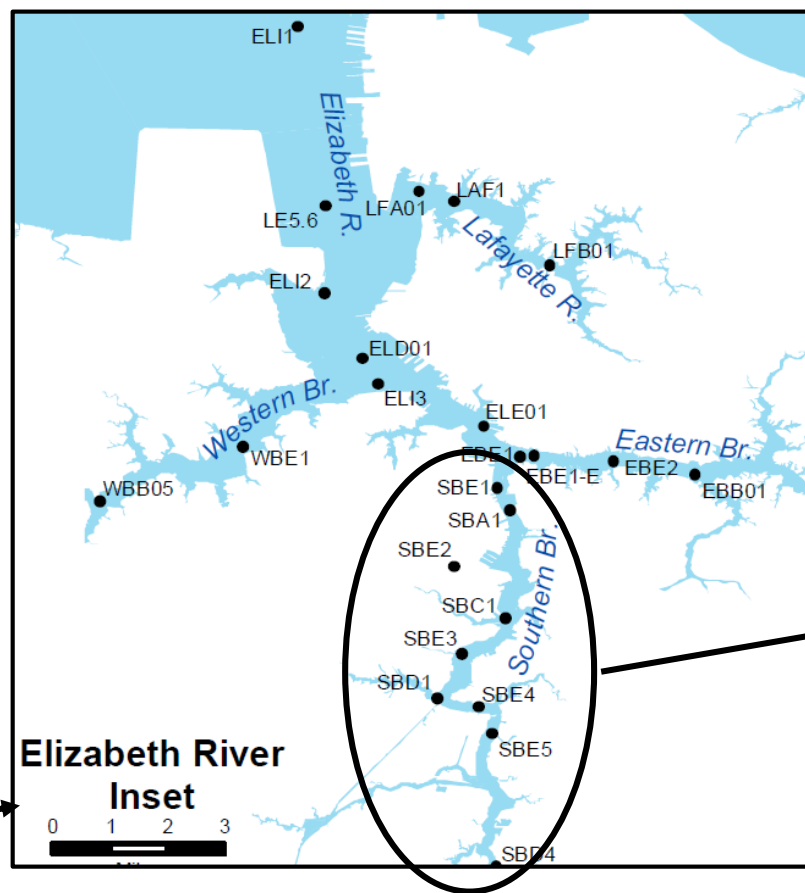 ELI1
Elizabeth R.
LFA01
LAF1
LE5.6
Lafayette R.
LFB01
ELI2
ELD01
ELI3
Western Br.
ELE01
WBE1
EBE1
EBE1-E
Eastern Br.
EBE2
EBB01
WBB05
SBE1
SBA1
SBE2
Southern Br.
SBC1
SBE3
SBD1
SBE4
SBE5
Elizabeth River
Inset
0 1 2 3
SBD4